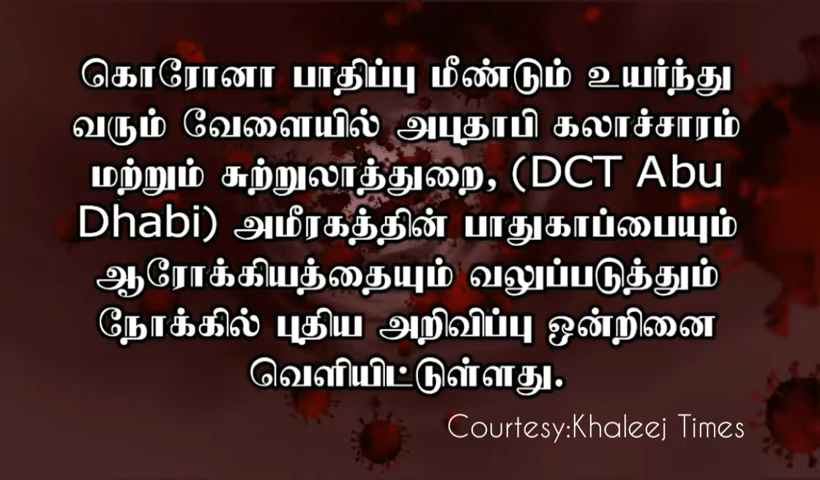 கொரோனா பாதிப்பு மீண்டும் உயர்ந்து
வரும் வேளையில் அபுதாபி கலாச்சாரம்
மற்றும் சுற்றுலாத்துறை, (DCT Abu
Dhabi) அமீரகத்தின் பாதுகாப்பையும்
ஆரோக்கியத்தையும் வலுப்படுத்தும்
நோக்கில் புதிய அறிவிப்பு ஒன்றினை
வெளியிட்டுள்ளது.
Courtesy:Khaleej Times